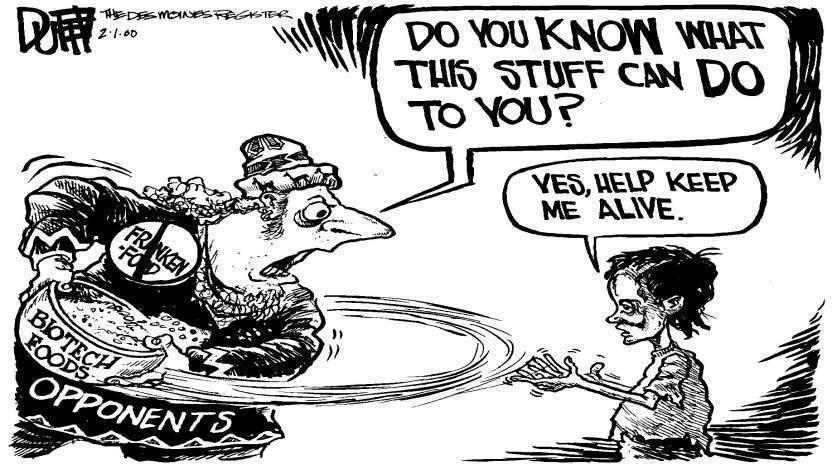 DUFFY THE DES MOINES REGISTER
2.1.00
DO YOU KNOW WHAT
THIS STUFF CAN DO
TO YOU?
YES, HELP KEEP
ME ALIVE.
FRANKEN
-FOOD
BIOTECH
FOODS
OPPONENTS